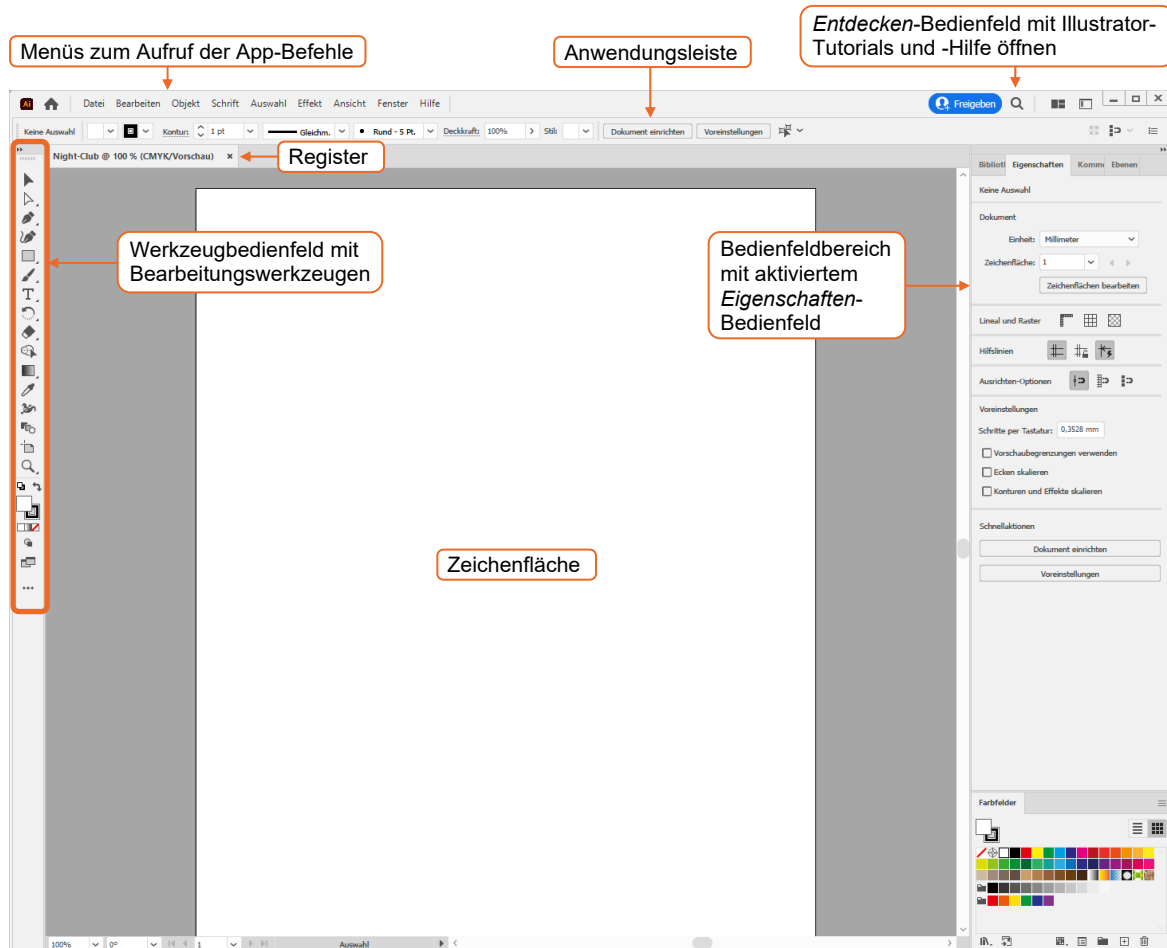 Entdecken-Bedienfeld mit Illustrator-
Tutorials und -Hilfe öffnen
Menüs zum Aufruf der App-Befehle
Anwendungsleiste
Ai
Datei Bearbeiten Objekt Schrift Auswahl Effekt Ansicht Fenster Hilfe
Freigeben
Keine Auswahl
Kontur: 1 pt
Gleichm.
Rund - 5 Pt.
Deckkraft: 100%
Stil:
Dokument einrichten
Voreinstellungen
Night-Club @ 100 % (CMYK/Vorschau) ×
Register
Werkzeugbedienfeld mit
Bearbeitungswerkzeugen
Bedienfeldbereich
mit aktiviertem
Eigenschaften-
Bedienfeld
Zeichenfläche
Bibliotl Eigenschaften Komme Ebenen
Keine Auswahl
Dokument
Einheit: Millimeter
Zeichenfläche: 1
Zeichenflächen bearbeiten
Lineal und Raster
Hilfslinien
Ausrichten-Optionen
Voreinstellungen
Schritte per Tastatur: 0,3528 mm
Vorschaubegrenzungen verwenden
Ecken skalieren
Konturen und Effekte skalieren
Schnellaktionen
Dokument einrichten
Voreinstellungen
Farbfelder
100% 0° 1 Auswahl